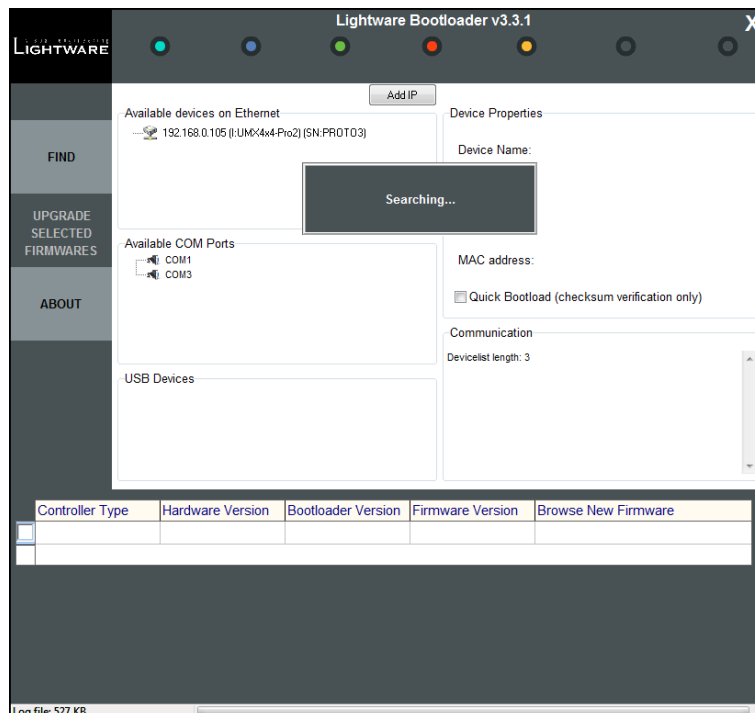 Lightware Bootloader v3.3.1
X
LIGHTWARE
Add IP
Available devices on Ethernet
192.168.0.105 (I:UMX4x4-Pro2) (SN:PROTO3)
Device Properties
Device Name:
FIND
Searching...
UPGRADE
SELECTED
FIRMWARES
Available COM Ports
COM1
COM3
MAC address:
ABOUT
Quick Bootload (checksum verification only)
Communication
Devicelist length: 3
USB Devices
Controller Type
Hardware Version
Bootloader Version
Firmware Version
Browse New Firmware
Log file: 527 KB